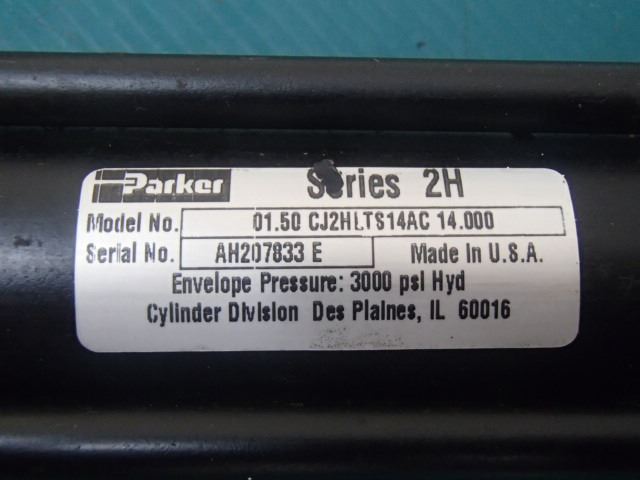 Parker Series 2H
Model No. 01.50 CJ2HLTS14AC 14.000
Serial No. AH207833 E Made In U.S.A.
Envelope Pressure: 3000 psi Hyd
Cylinder Division Des Plaines, IL 60016